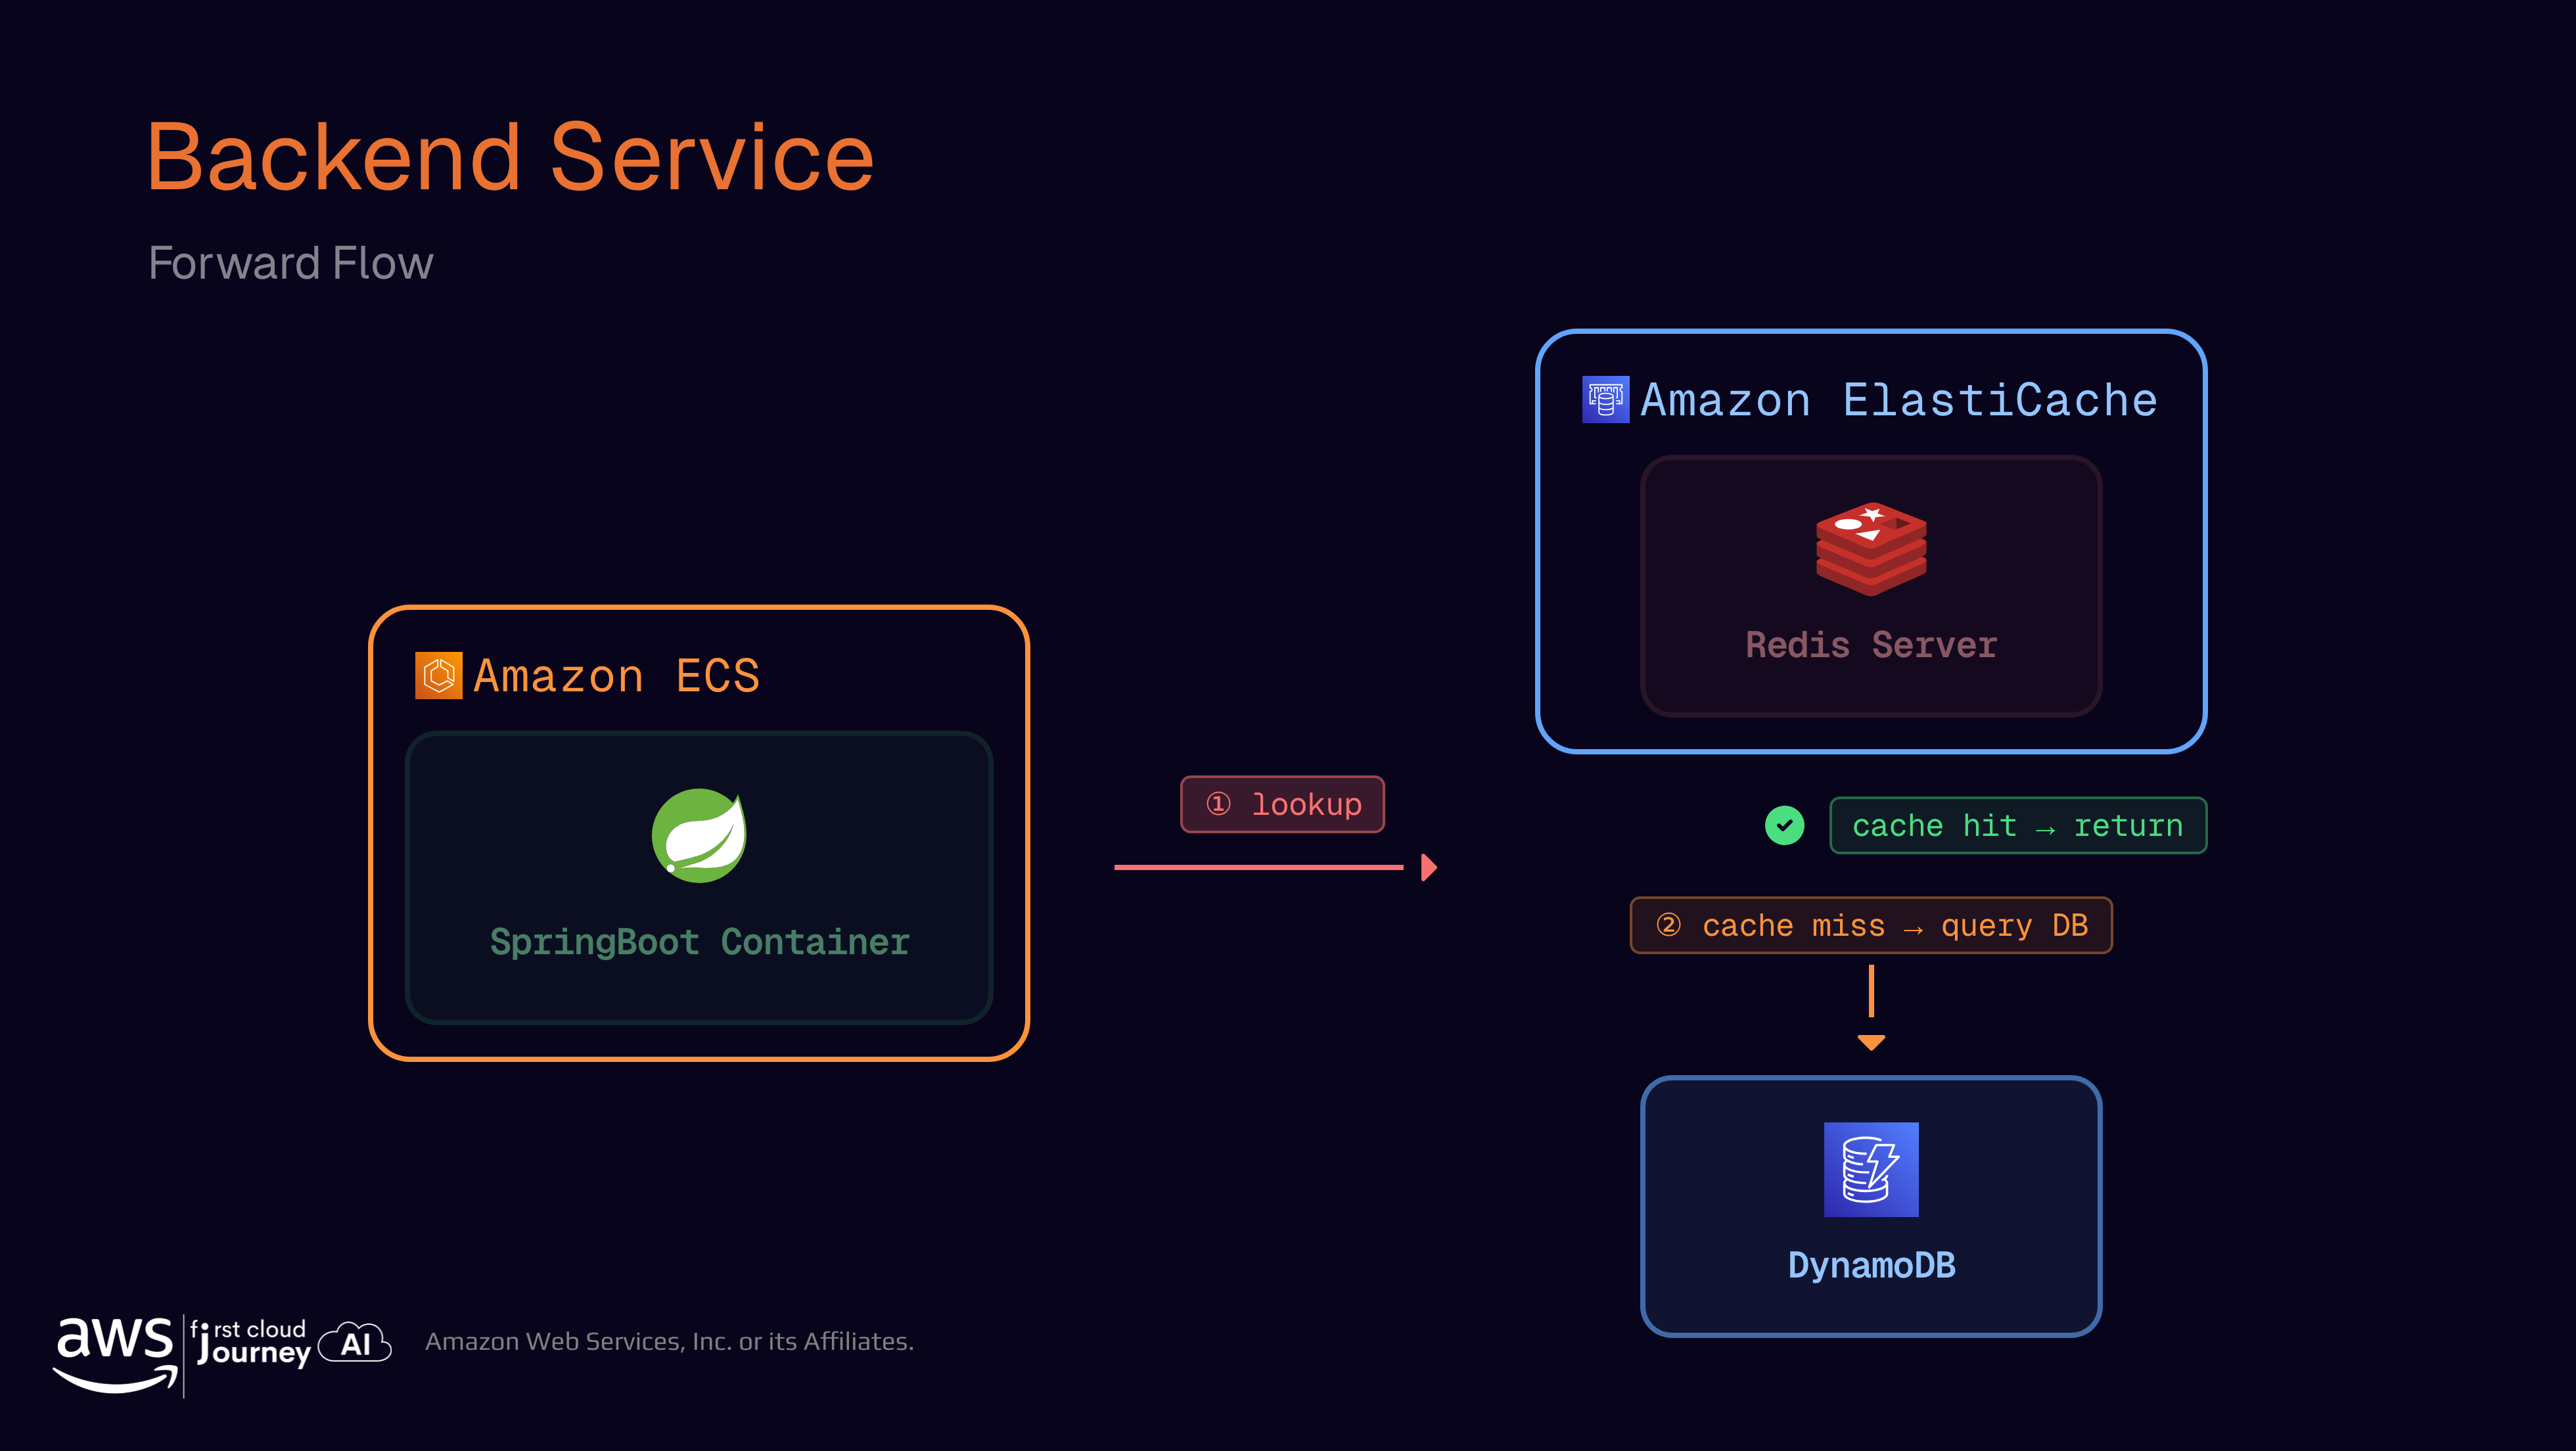 Backend Service
Forward Flow
Amazon ElastiCache
Redis Server
Amazon ECS
SpringBoot Container
① lookup
cache hit → return
② cache miss → query DB
DynamoDB
aws
first cloud
journey
AI
Amazon Web Services, Inc. or its Affiliates.